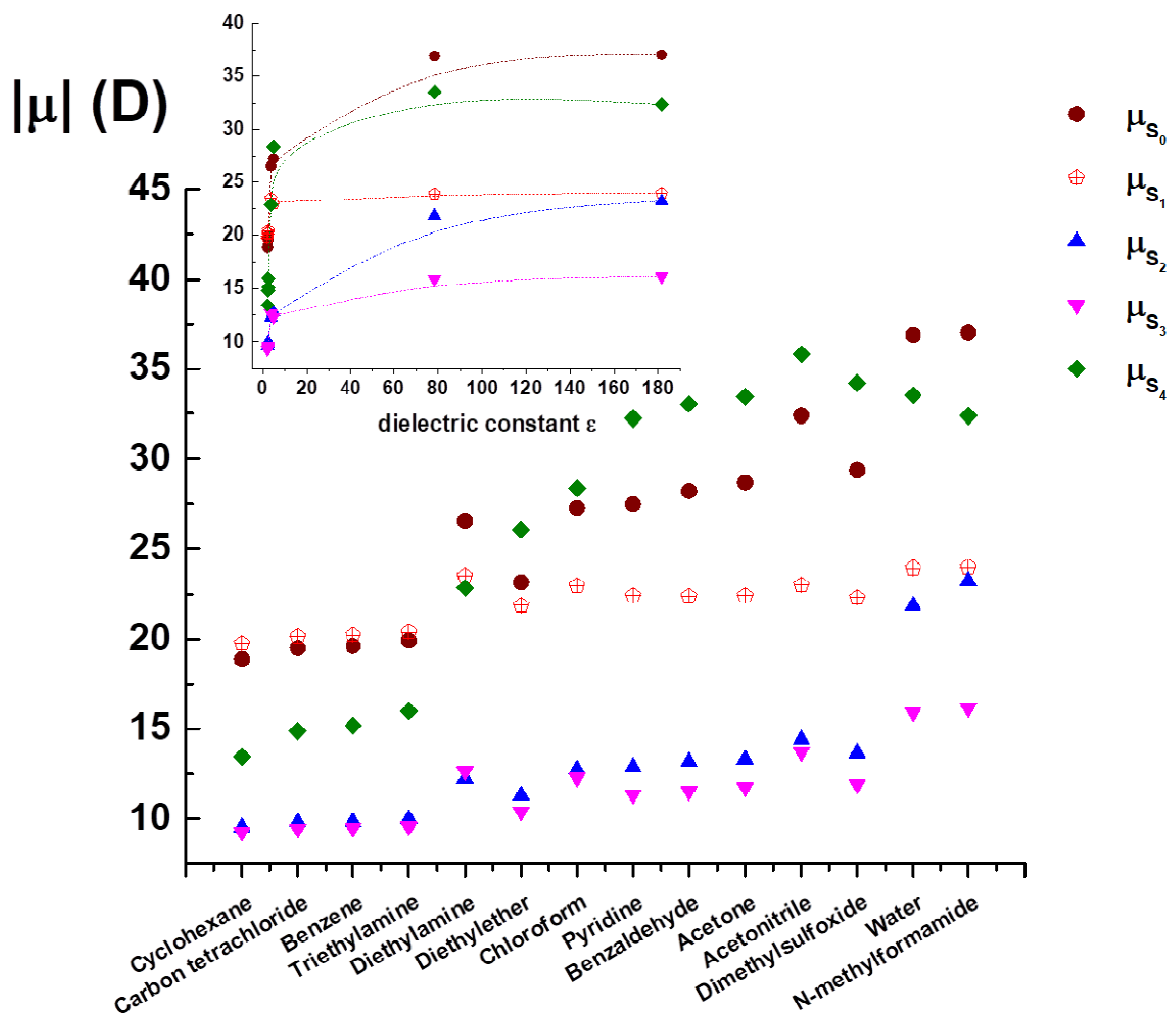 40
35
30
25
20
15
10
0 20 40 60 80 100 120 140 160 180
dielectric constant ε
|μ| (D)
45
40
35
30
25
20
15
10
μS0
μS1
μS2
μS3
μS4
Cyclohexane
Carbon tetrachloride
Benzene
Triethylamine
Diethylamine
Diethylether
Chloroform
Pyridine
Benzaldehyde
Acetone
Acetonitrile
Dimethylsulfoxide
Water
N-methylformamide